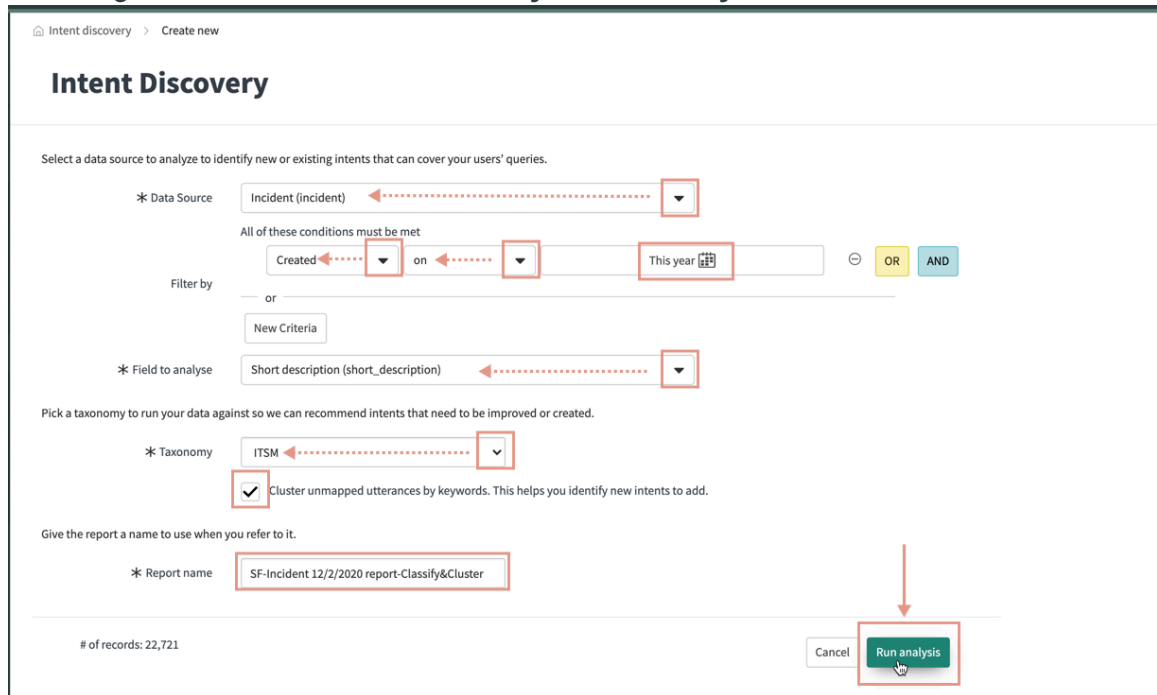 Intent discovery > Create new
Intent Discovery
Select a data source to analyze to identify new or existing intents that can cover your users' queries.
* Data Source
Incident (incident)
All of these conditions must be met
Filter by
Created
on
This year
OR
AND
or
New Criteria
* Field to analyse
Short description (short_description)
Pick a taxonomy to run your data against so we can recommend intents that need to be improved or created.
* Taxonomy
ITSM
Cluster unmapped utterances by keywords. This helps you identify new intents to add.
Give the report a name to use when you refer to it.
* Report name
SF-Incident 12/2/2020 report-Classify&Cluster
# of records: 22,721
Cancel
Run analysis